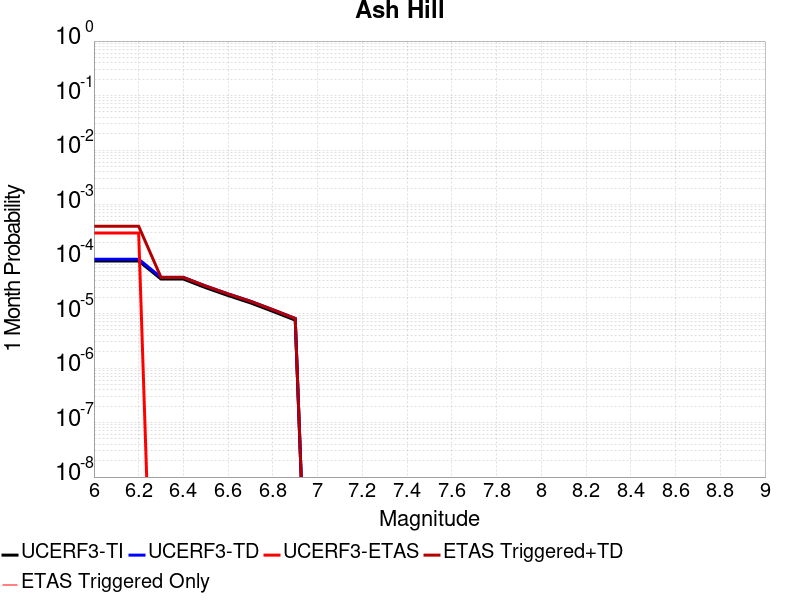 Ash Hill
10^0
10^-1
10^-2
10^-3
10^-4
10^-5
10^-6
10^-7
10^-8
1 Month Probability
6 6.2 6.4 6.6 6.8 7 7.2 7.4 7.6 7.8 8 8.2 8.4 8.6 8.8 9
Magnitude
UCERF3-TI UCERF3-TD UCERF3-ETAS ETAS Triggered+TD
ETAS Triggered Only